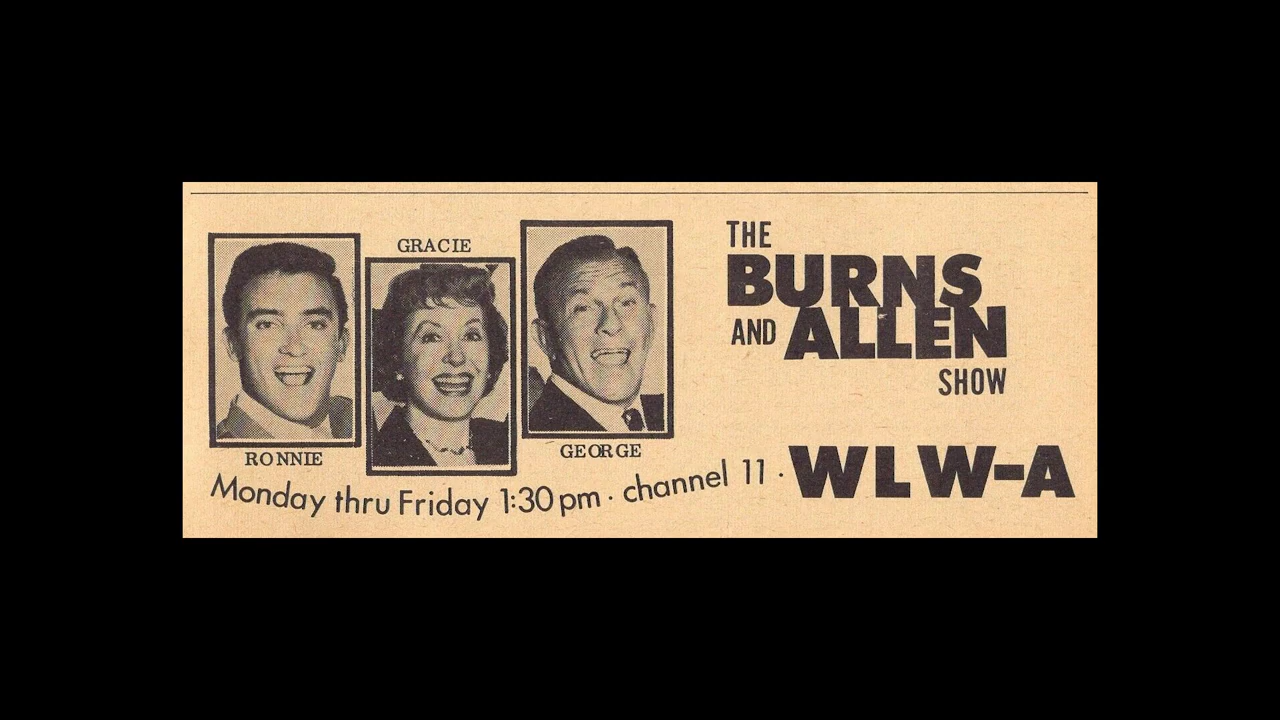 GRACIE
RONNIE
GEORGE
THE
BURNS
AND ALLEN
SHOW
Monday thru Friday 1:30 pm · channel 11 · WLW-A